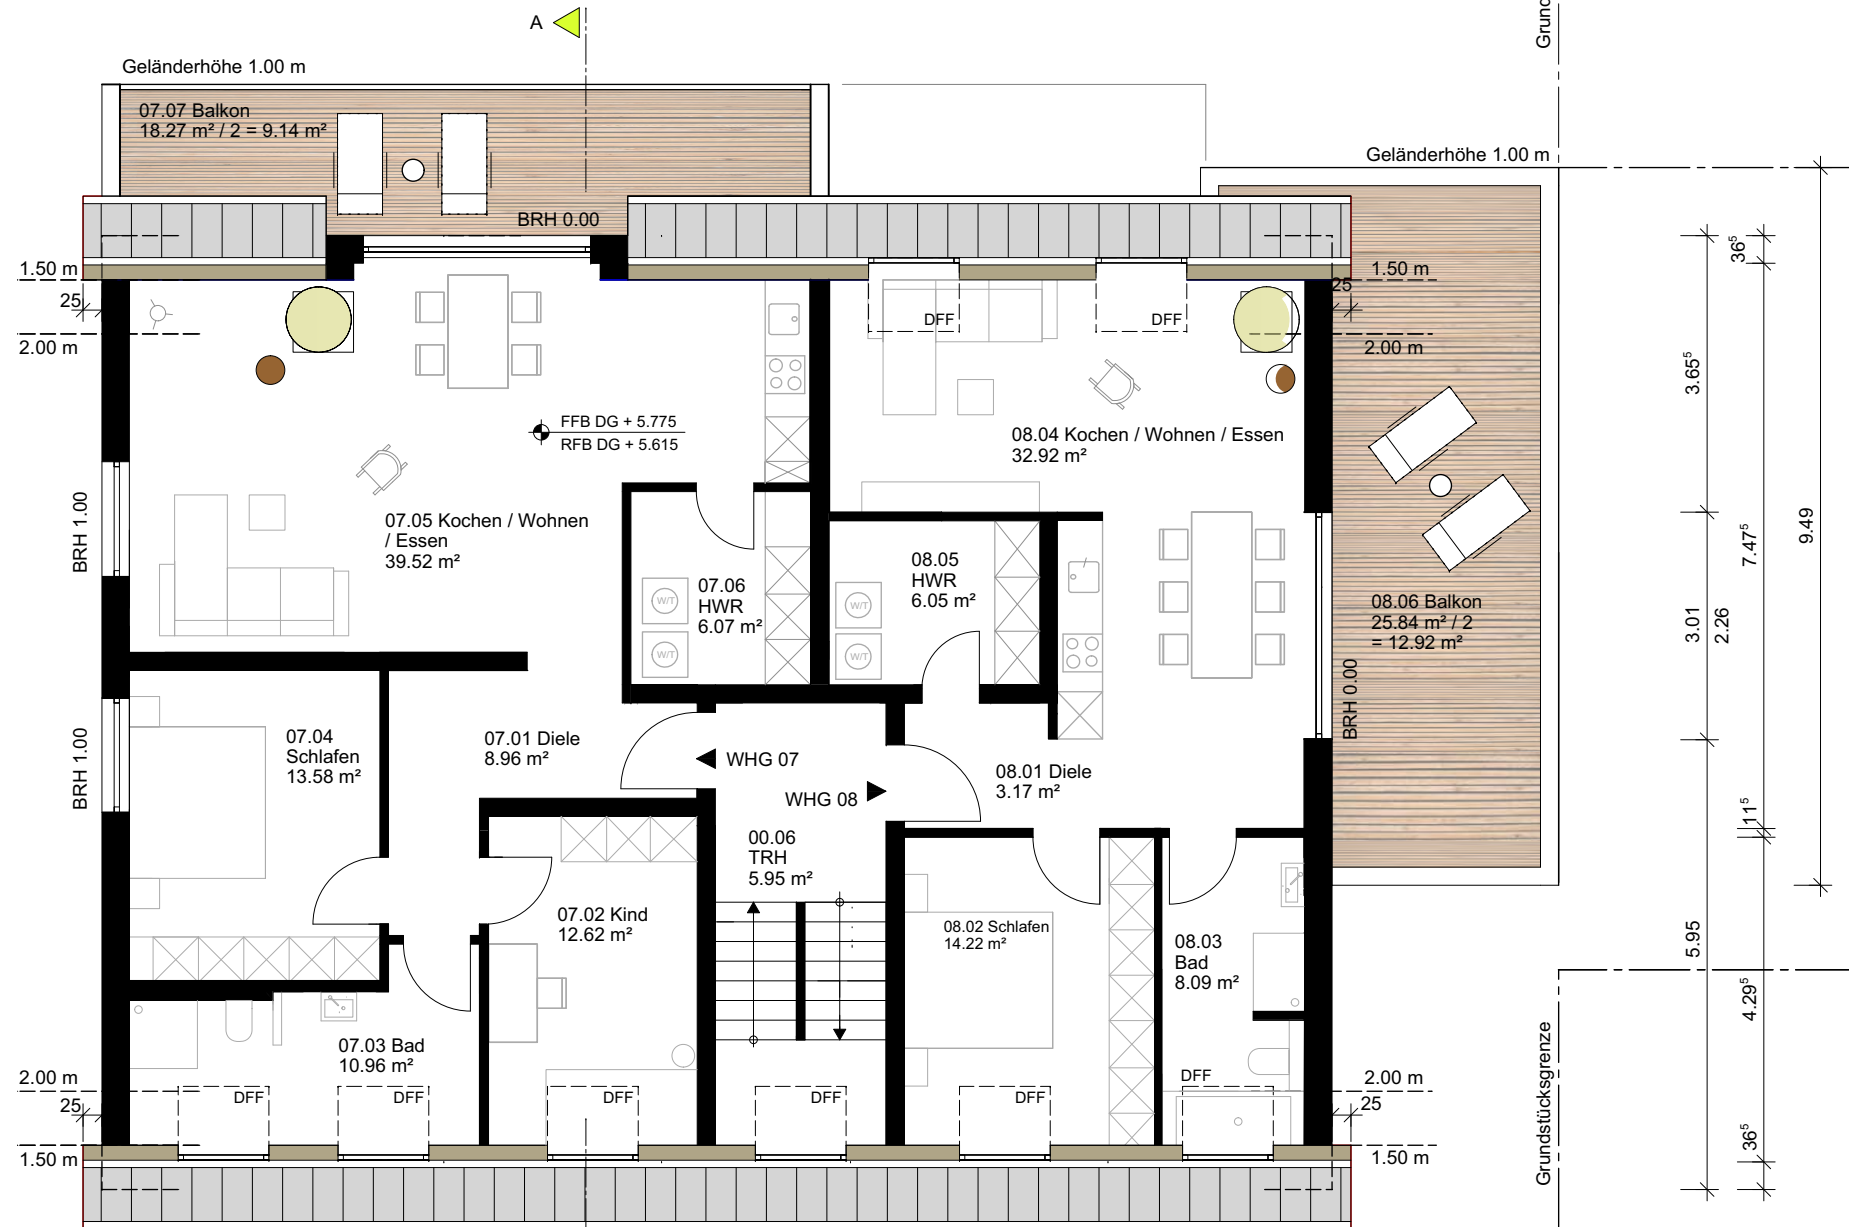 A
Grund
Geländerhöhe 1.00 m
07.07 Balkon
18.27 m² / 2 = 9.14 m²
Geländerhöhe 1.00 m
BRH 0.00
36⁵
1.50 m
1.50 m
25
25
2.00 m
2.00 m
DFF
DFF
3.65⁵
FFB DG + 5.775
RFB DG + 5.615
08.04 Kochen / Wohnen / Essen
32.92 m²
BRH 1.00
07.05 Kochen / Wohnen
/ Essen
39.52 m²
9.49
7.47⁵
07.06
HWR
6.07 m²
W/T
W/T
08.05
HWR
6.05 m²
W/T
W/T
08.06 Balkon
25.84 m² / 2
= 12.92 m²
3.01
2.26
BRH 0.00
BRH 1.00
07.04
Schlafen
13.58 m²
07.01 Diele
8.96 m²
WHG 07
WHG 08
08.01 Diele
3.17 m²
11⁵
00.06
TRH
5.95 m²
07.02 Kind
12.62 m²
08.02 Schlafen
14.22 m²
08.03
Bad
8.09 m²
5.95
4.29⁵
07.03 Bad
10.96 m²
Grundstücksgrenze
2.00 m
2.00 m
25
25
DFF
DFF
DFF
DFF
DFF
DFF
36⁵
1.50 m
1.50 m